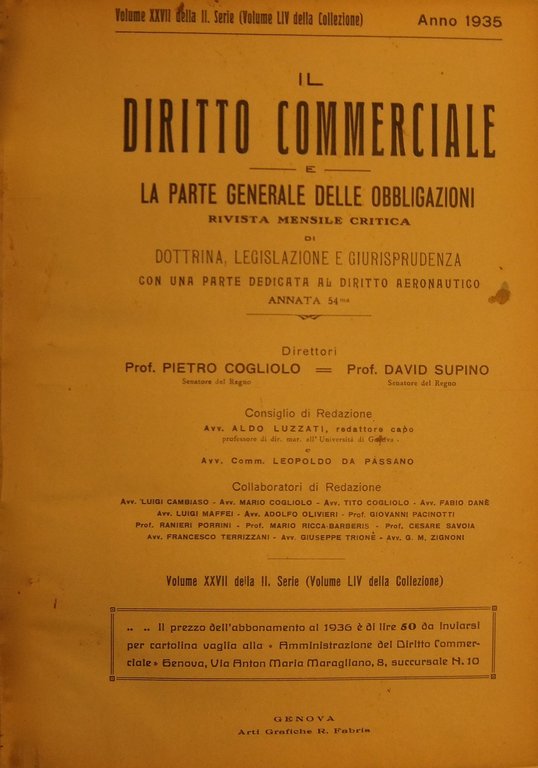 Volume XXVII della II. Serie (Volume LIV della Collezione) Anno 1935
IL
DIRITTO COMMERCIALE
E
LA PARTE GENERALE DELLE OBBLIGAZIONI
RIVISTA MENSILE CRITICA
DI
DOTTRINA, LEGISLAZIONE E GIURISPRUDENZA
CON UNA PARTE DEDICATA AL DIRITTO AERONAUTICO
ANNATA 54ma
Direttori
Prof. PIETRO COGLIOLO = Prof. DAVID SUPINO
Senatore del Regno Senatore del Regno
Consiglio di Redazione
Avv. ALDO LUZZATI, redattore capo
professore di dir. mar. all'Università di Genova
e
Avv. Comm. LEOPOLDO DA PASSANO
Collaboratori di Redazione
Avv. LUIGI CAMBIASO - Avv. MARIO COGLIOLO - Avv. TITO COGLIOLO - Avv. FABIO DANÈ
Avv. LUIGI MAFFEI - Avv. ADOLFO OLIVIERI - Prof. GIOVANNI PACINOTTI
Prof. RANIERI PORRINI - Prof. MARIO RICCA-BARBERIS - Prof. CESARE SAVOIA
Avv. FRANCESCO TERRIZZANI - Avv. GIUSEPPE TRIONÈ - Avv. G. M. ZIGNONI
Volume XXVII della II. Serie (Volume LIV della Collezione)
.. .. Il prezzo dell'abbonamento al 1936 è di lire 50 da inviarsi
per cartolina vaglia alla « Amministrazione del Diritto Commer-
ciale » Genova, Via Anton Maria Maragliano, 8, succursale N. 10
GENOVA
Arti Grafiche R. Fabris